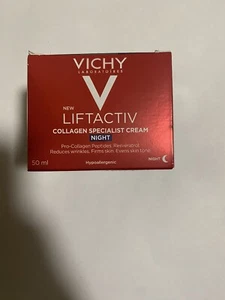 VICHY
LABORATOIRES
V
NEW
LIFTACTIV
COLLAGEN SPECIALIST CREAM
NIGHT
Pro-Collagen Peptides, Resveratrol
Reduces wrinkles, Firms skin, Evens skin tone
50 ml
Hypoallergenic
NIGHT